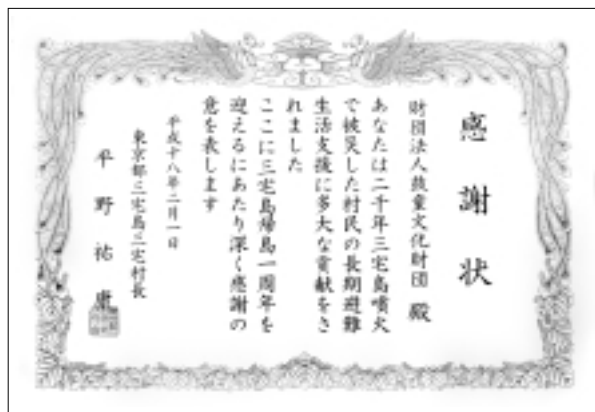 感謝状
財団法人鼓童文化財団 殿
あなたは二千年三宅島噴火
で被災した村民の長期避難
生活支援に多大な貢献をさ
れました
ここに三宅島帰島一周年を
迎えるにあたり深く感謝の
意を表します
平成十八年二月一日
東京都三宅島三宅村長
平野祐康